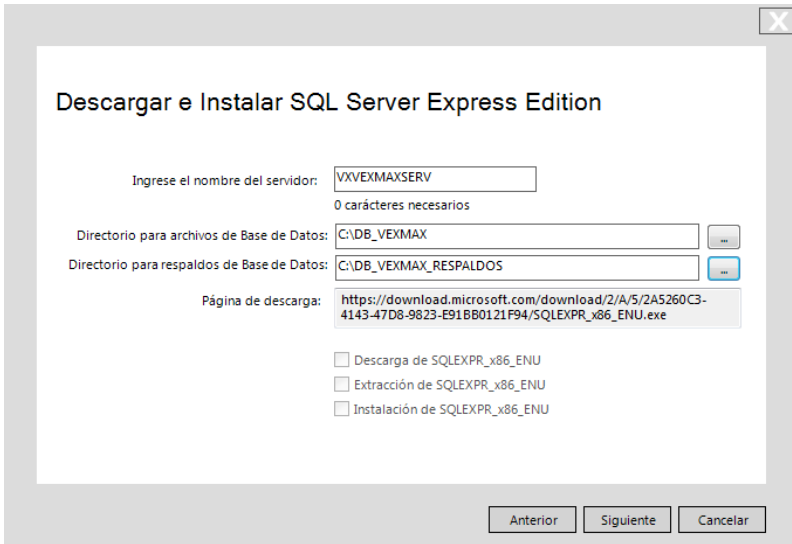 X
Descargar e Instalar SQL Server Express Edition
Ingrese el nombre del servidor: VXVEXMAXSERV
0 carácteres necesarios
Directorio para archivos de Base de Datos: C:\DB_VEXMAX ...
Directorio para respaldos de Base de Datos: C:\DB_VEXMAX_RESPALDOS ...
Página de descarga: https://download.microsoft.com/download/2/A/5/2A5260C3-
4143-47D8-9823-E91BB0121F94/SQLEXPR_x86_ENU.exe
Descarga de SQLEXPR_x86_ENU
Extracción de SQLEXPR_x86_ENU
Instalación de SQLEXPR_x86_ENU
Anterior Siguiente Cancelar